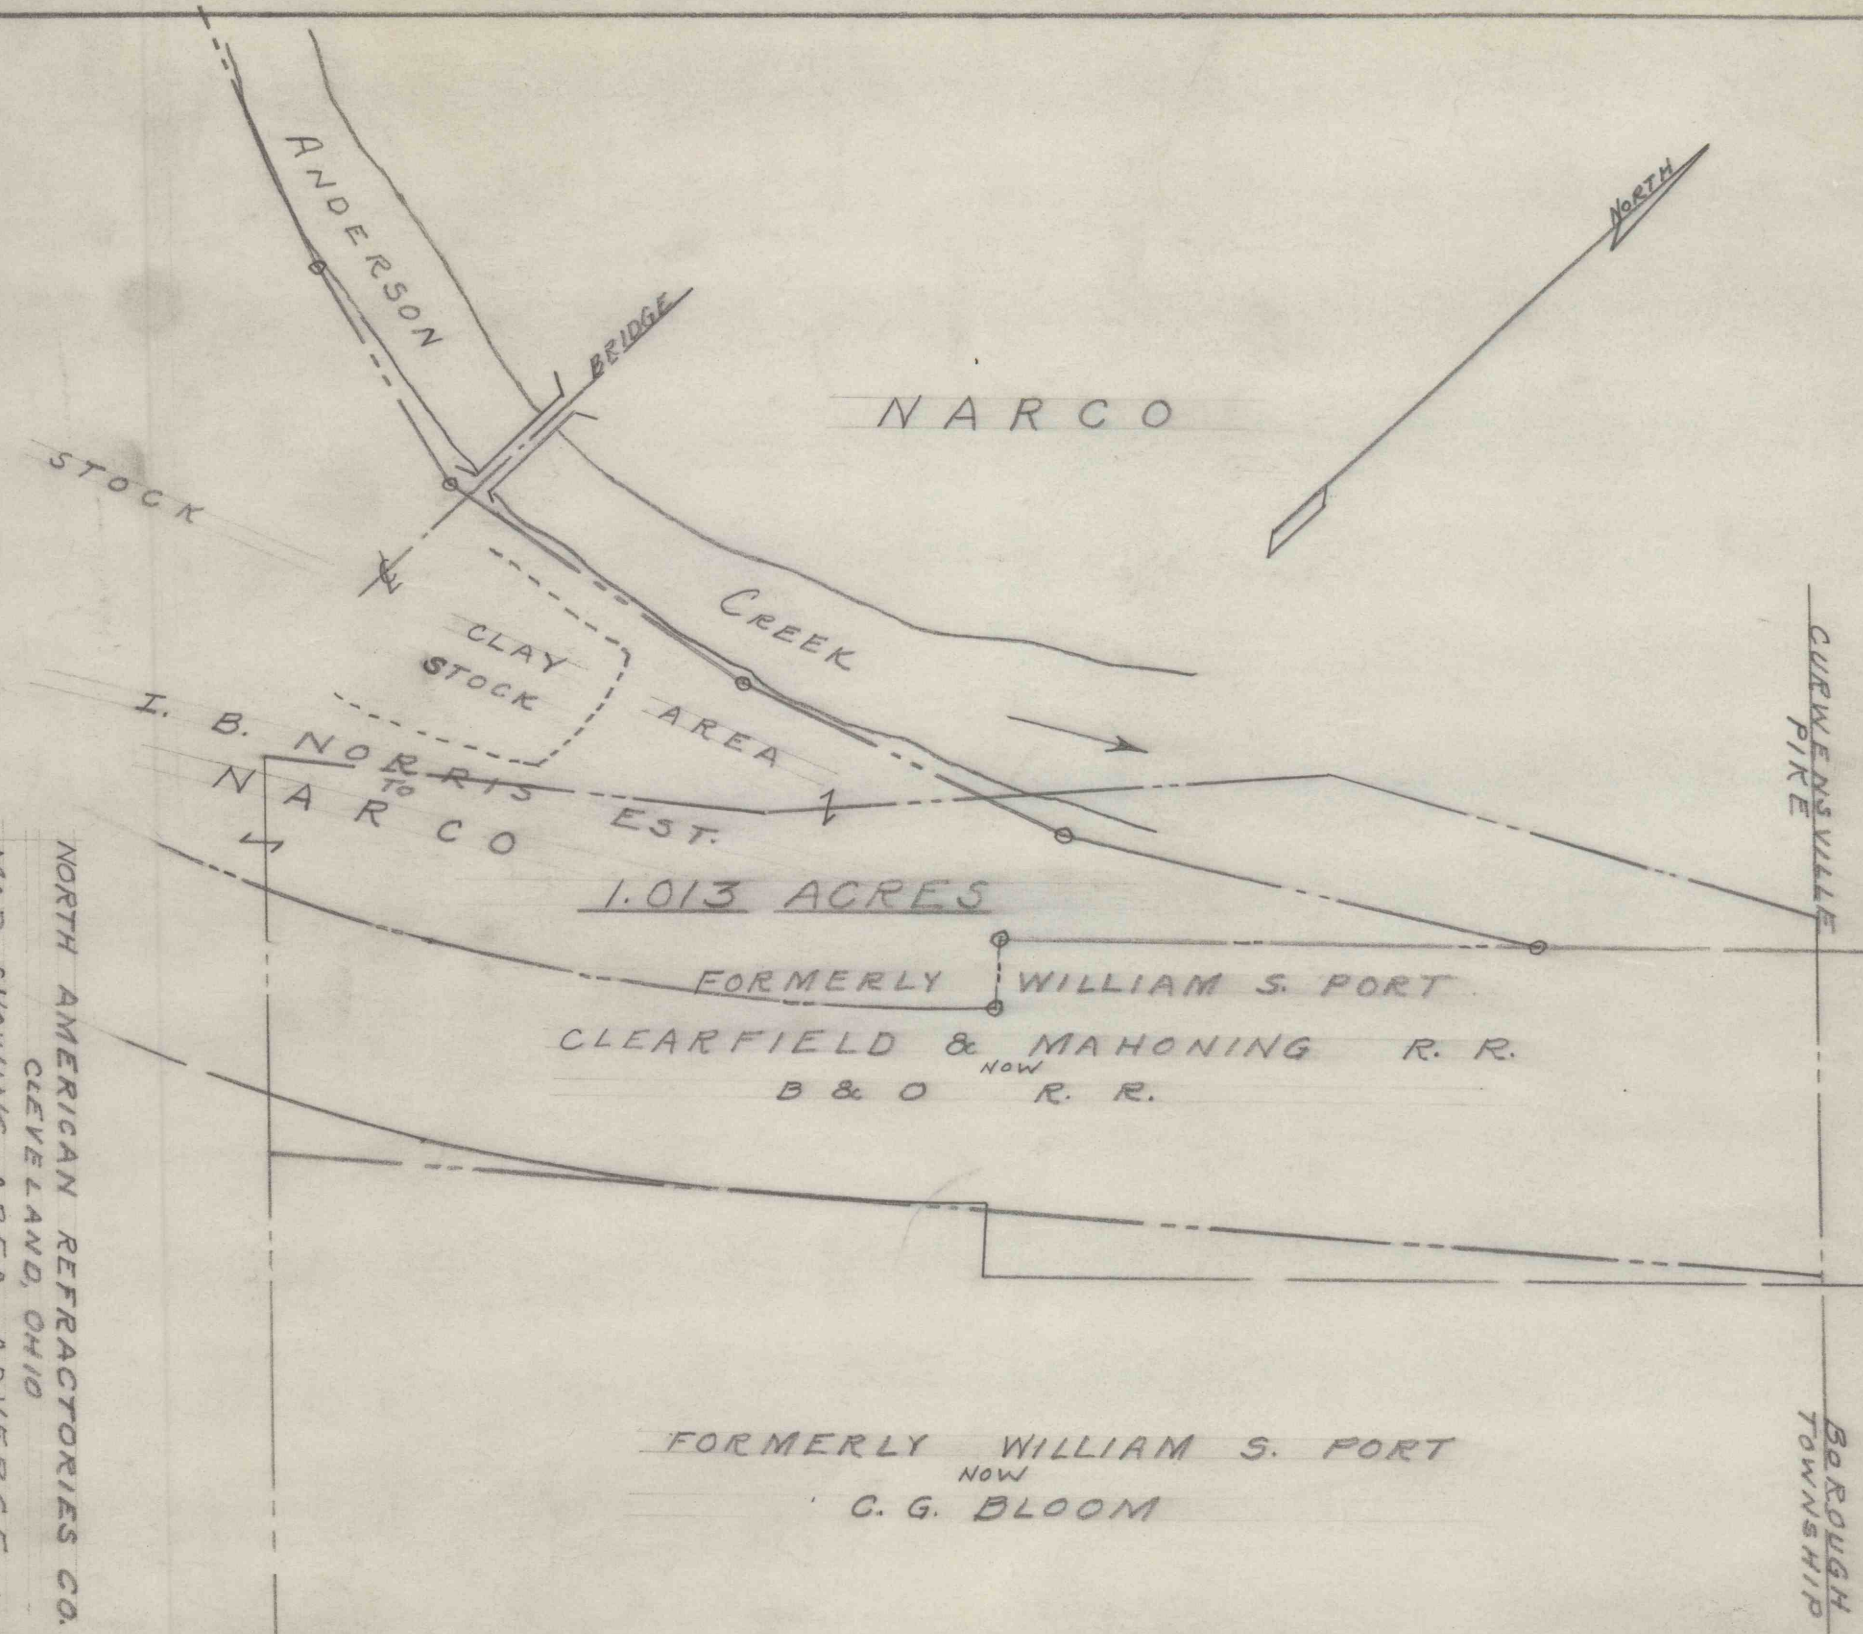 ANDERSON
CREEK
BRIDGE
NORTH
NARCO
STOCK
CLAY
STOCK
AREA
I. B. NORRIS EST.
TO
NARCO
1.013 ACRES
FORMERLY WILLIAM S. PORT
CLEARFIELD & MAHONING R. R.
NOW
B & O R. R.
FORMERLY WILLIAM S. PORT
NOW
C. G. BLOOM
CURWENSVILLE
PIKE
BOROUGH
TOWNSHIP
NORTH AMERICAN REFRACTORIES CO.
CLEVELAND, OHIO